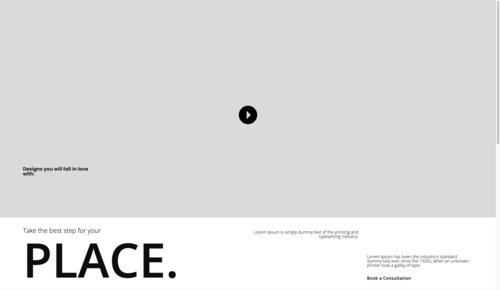 Designs you will fall in love
with.
Take the best step for your
PLACE.
Lorem Ipsum is simply dummy text of the printing and
typesetting industry.
Lorem Ipsum has been the industry's standard
dummy text ever since the 1500s, when an unknown
printer took a galley of type.
Book a Consultation